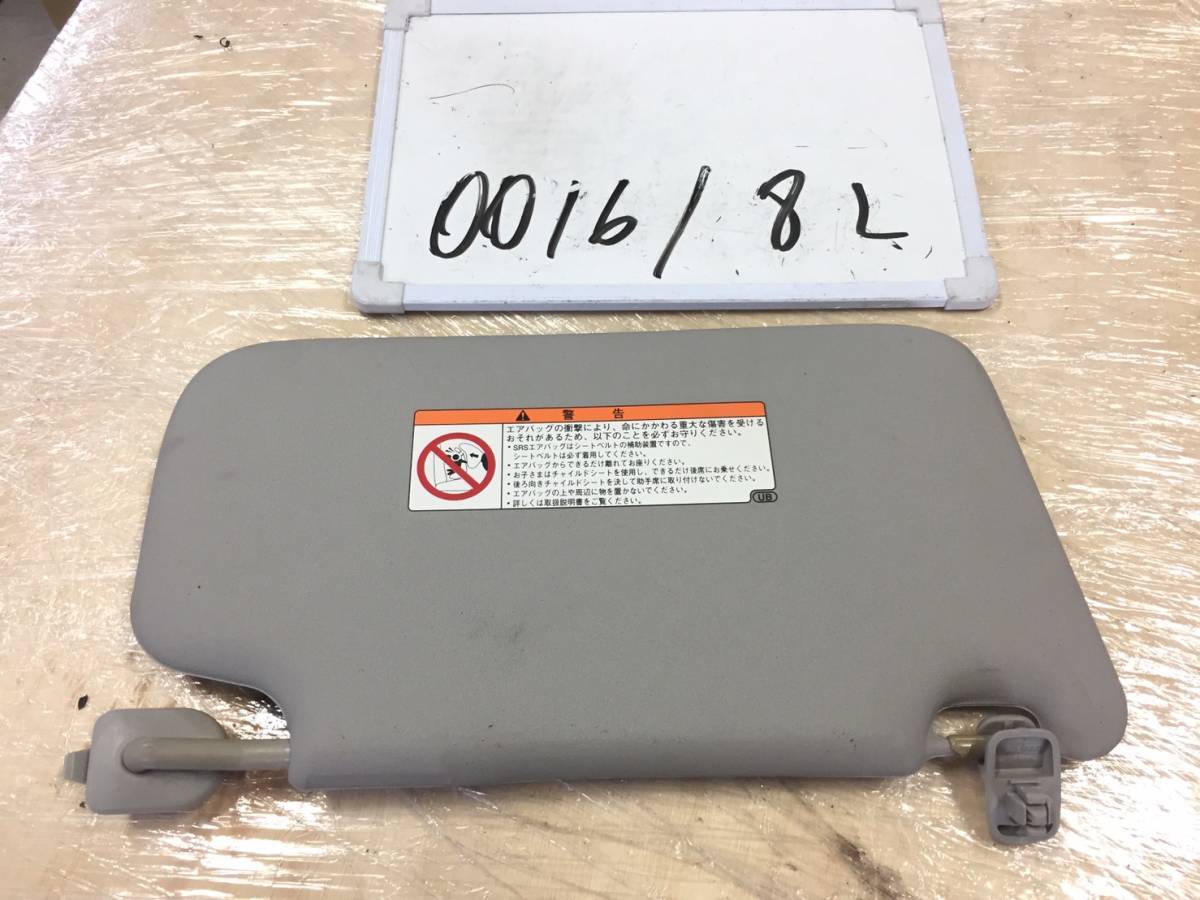 0016/8L
警告
エアバッグの衝撃により、命にかかわる重大な傷害を受ける
おそれがあるため、以下のことを必ずお守りください。
・SRSエアバッグはシートベルトの補助装置ですので、
シートベルトは必ず着用してください。
・エアバッグからできるだけ離れてお座りください。
・お子さまはチャイルドシートを使用し、できるだけ後席にお乗せください。
・後ろ向きチャイルドシートを決して助手席に取り付けないでください。
・エアバッグの上や周辺に物を置かないでください。
・詳しくは取扱説明書をご覧ください。
UB